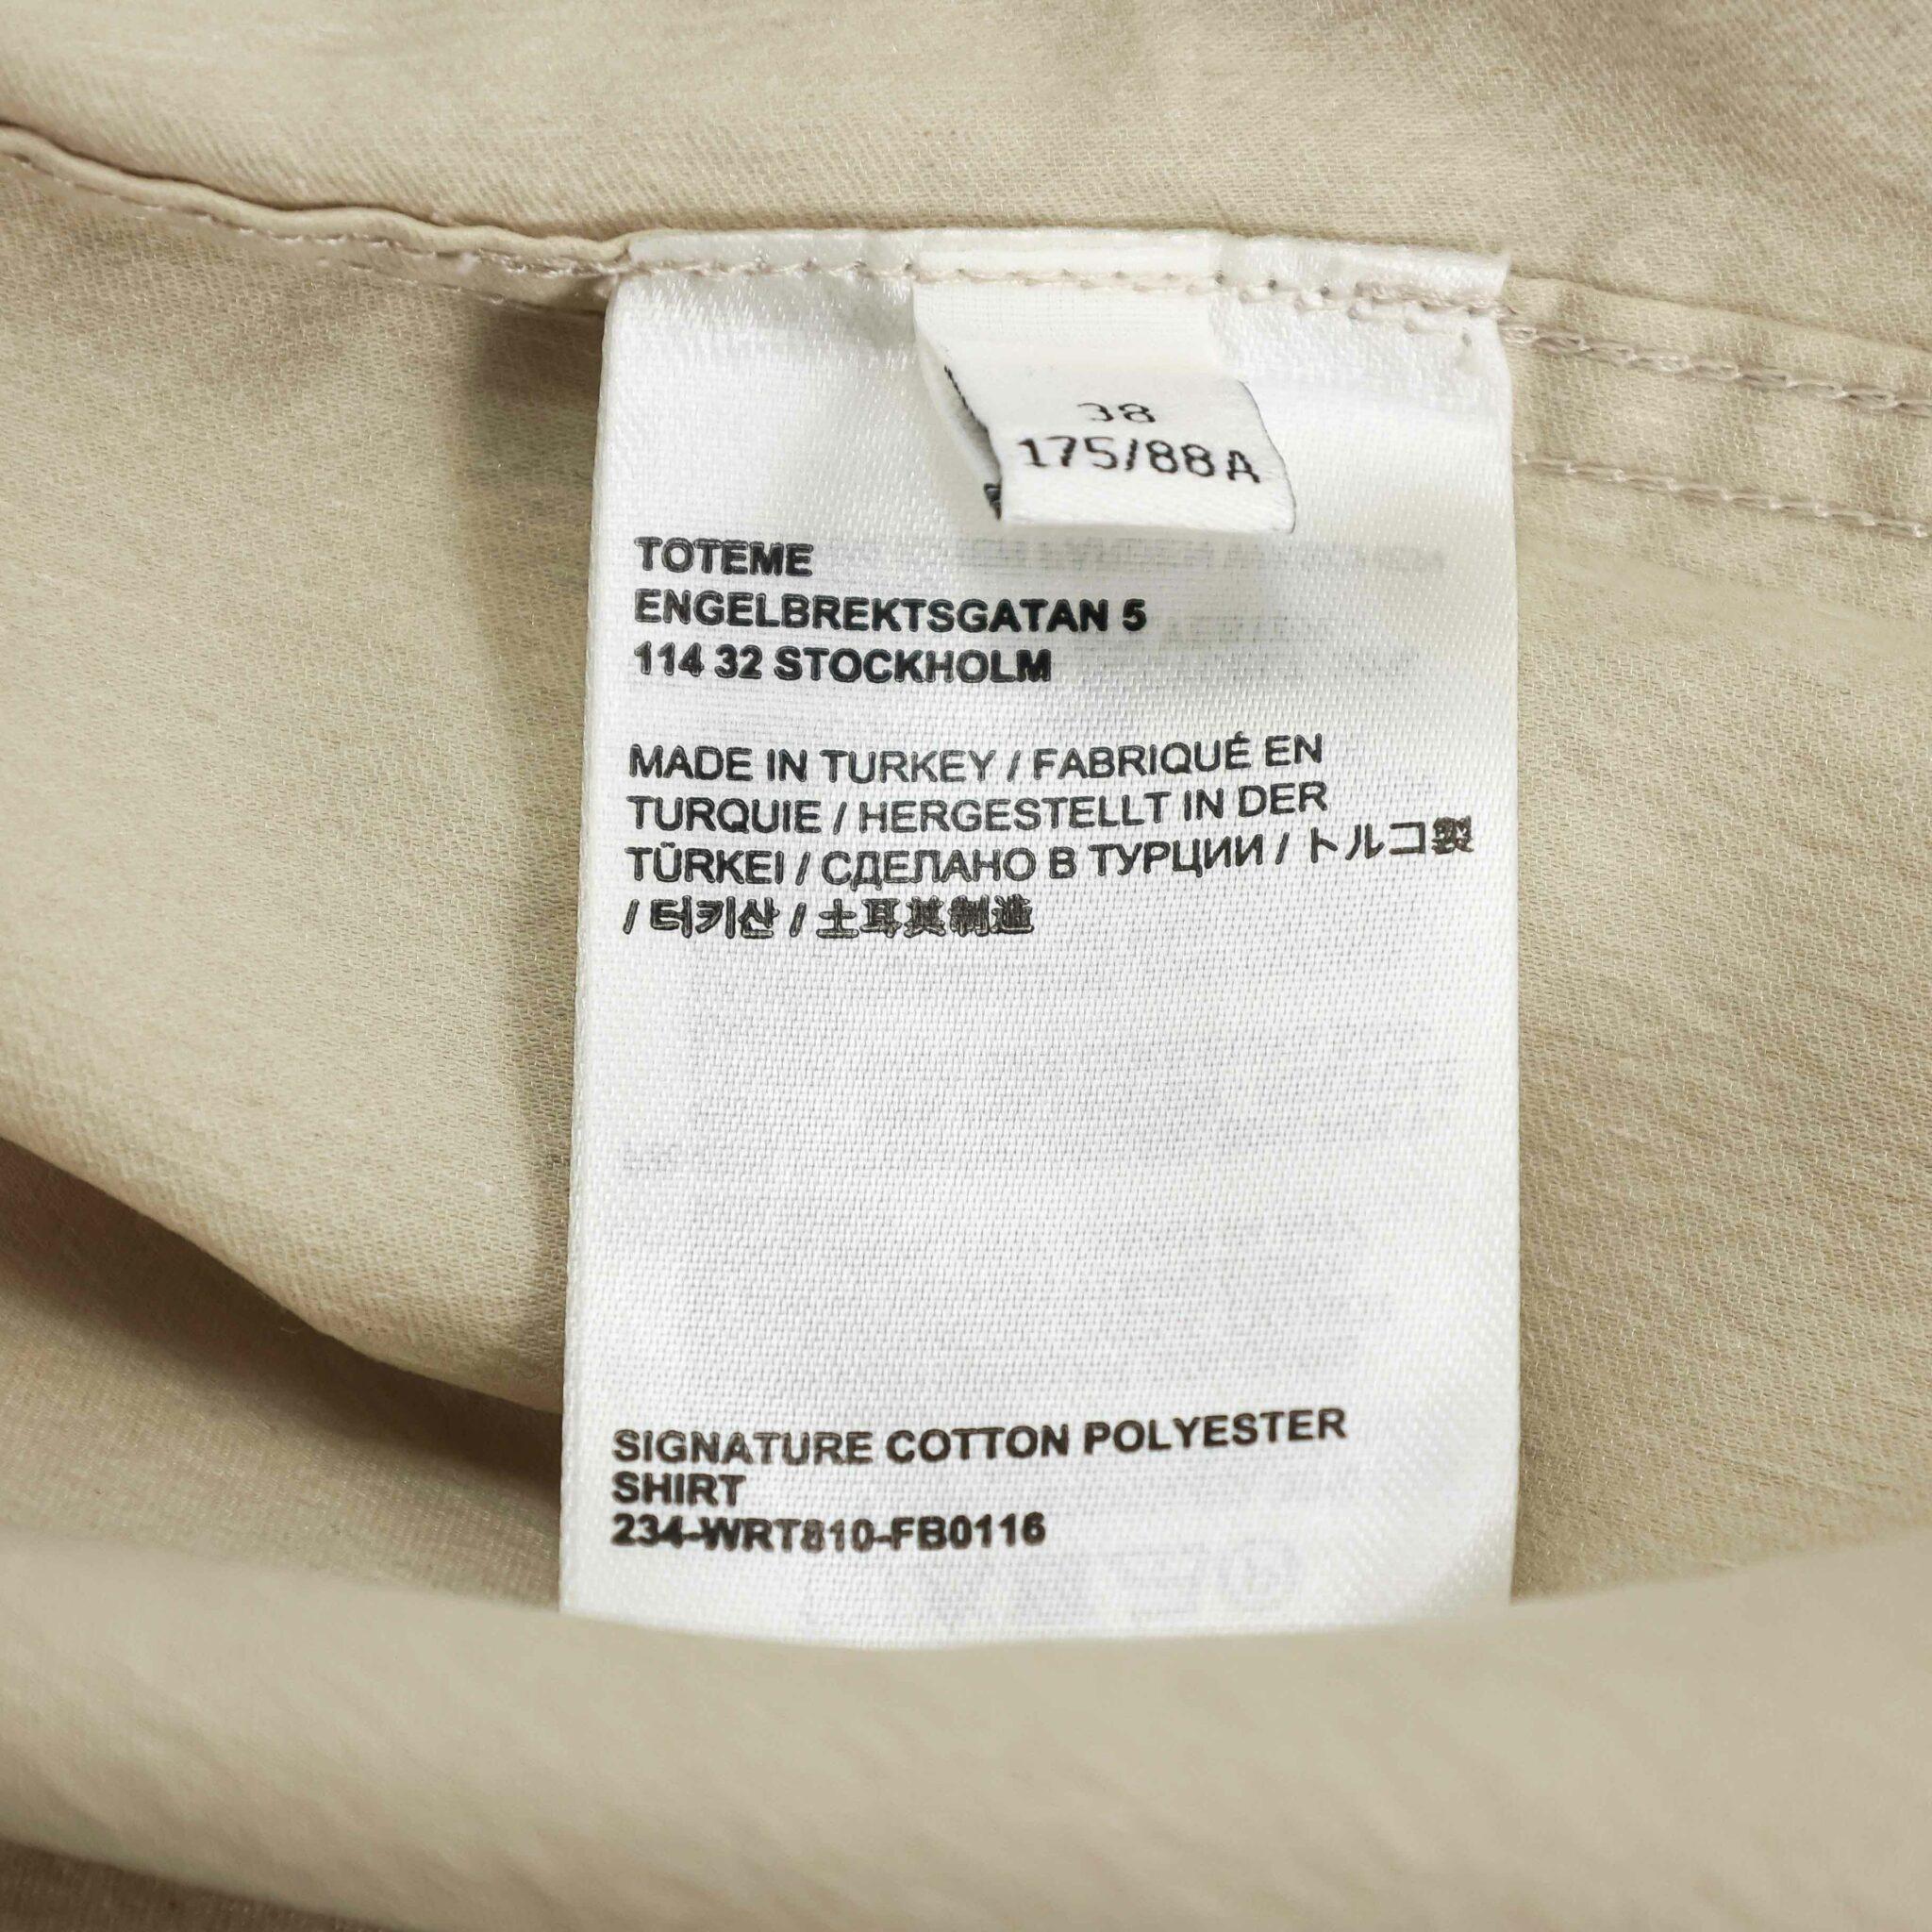 38
175/88A
TOTEME
ENGELBREKTSGATAN 5
114 32 STOCKHOLM
MADE IN TURKEY / FABRIQUÉ EN
TURQUIE / HERGESTELLT IN DER
TÜRKEI / СДЕЛАНО В ТУРЦИИ / トルコ製
/ 터키산 / 土耳其制造
SIGNATURE COTTON POLYESTER
SHIRT
234-WRT810-FB0116